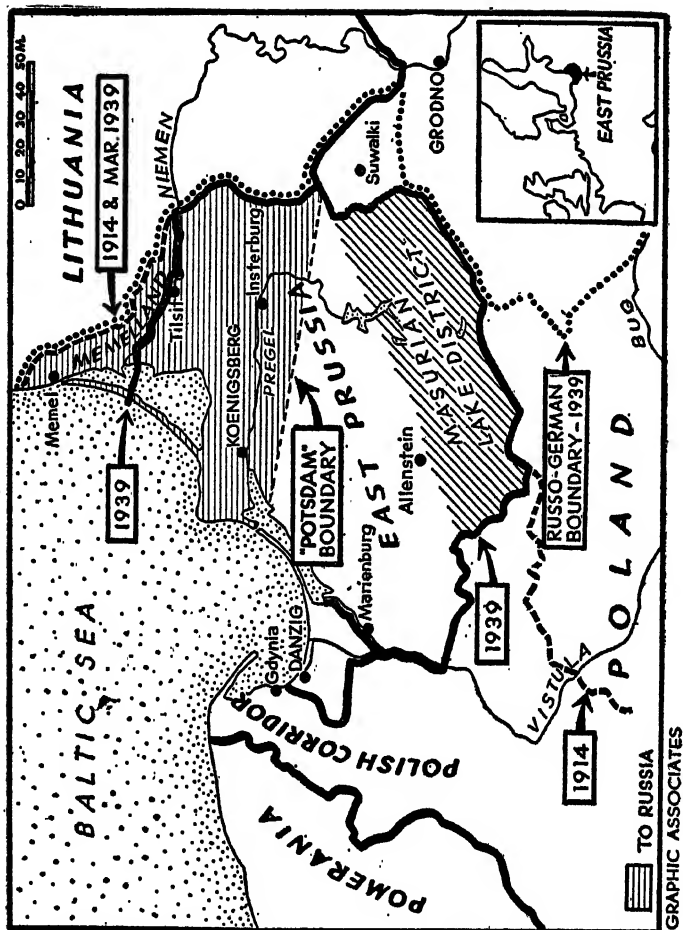 0 10 20 30 40 50M.
LITHUANIA
1914 & MAR. 1939
NIEMEN
MEMELLAND
Memel
Tilsit
1939
BALTIC SEA
KOENIGSBERG
Insterburg
PREGEL
"POTSDAM"
BOUNDARY
EAST PRUSSIA
MASURIAN
LAKE DISTRICT
Allenstein
Marienburg
Gdynia
DANZIG
POLISH CORRIDOR
POMERANIA
Suwalki
GRODNO
EAST PRUSSIA
1939
RUSSO-GERMAN
BOUNDARY-1939
BUG
POLAND
VISTUKA
1914
TO RUSSIA
GRAPHIC ASSOCIATES